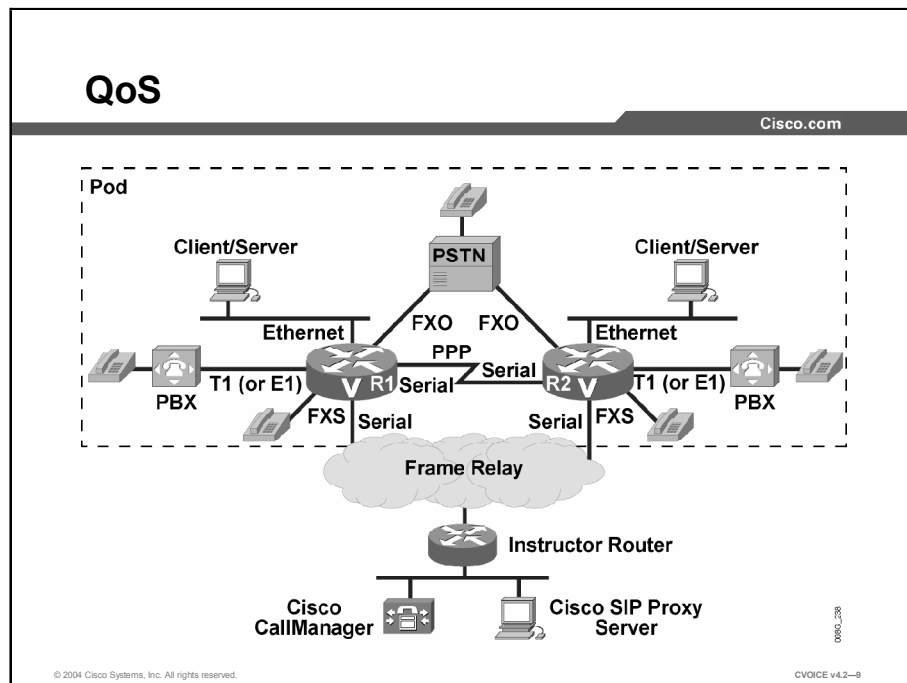 QoS
Cisco.com
Pod
Client/Server
PSTN
Client/Server
Ethernet
FXO
FXO
Ethernet
PPP
Serial
PBX
T1 (or E1)
V
R1
Serial
R2
V
T1 (or E1)
PBX
FXS
Serial
Serial
FXS
Frame Relay
Instructor Router
Cisco
CallManager
Cisco SIP Proxy
Server
008G_238
© 2004 Cisco Systems, Inc. All rights reserved.
CVOICE v4.2—9